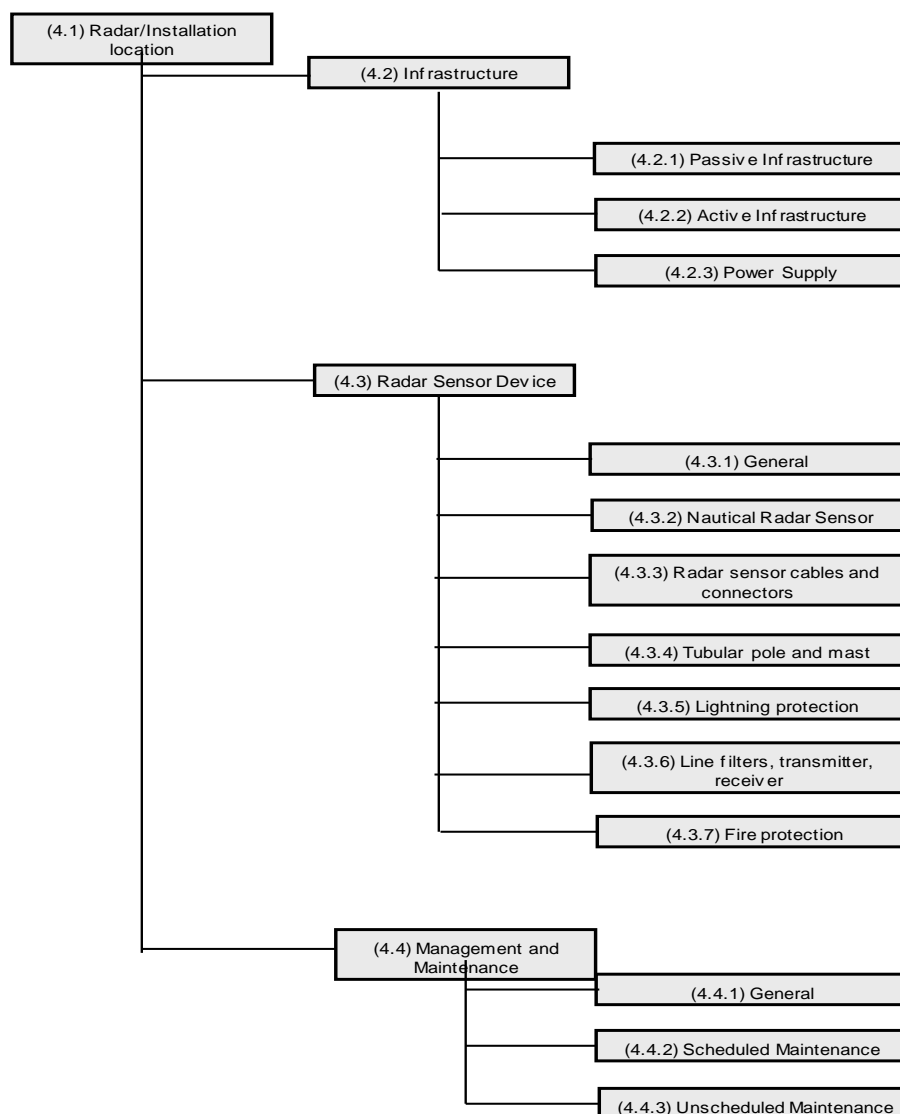 (4.1) Radar/Installation
location
(4.2) Infrastructure
(4.2.1) Passive Infrastructure
(4.2.2) Active Infrastructure
(4.2.3) Power Supply
(4.3) Radar Sensor Device
(4.3.1) General
(4.3.2) Nautical Radar Sensor
(4.3.3) Radar sensor cables and
connectors
(4.3.4) Tubular pole and mast
(4.3.5) Lightning protection
(4.3.6) Line filters, transmitter,
receiver
(4.3.7) Fire protection
(4.4) Management and
Maintenance
(4.4.1) General
(4.4.2) Scheduled Maintenance
(4.4.3) Unscheduled Maintenance